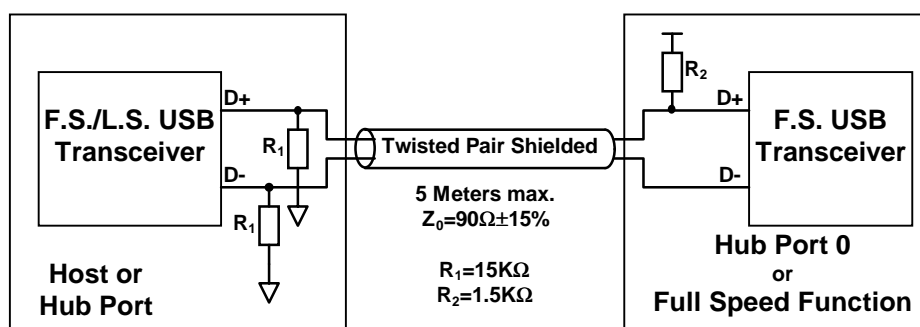 F.S./L.S. USB
Transceiver
D+
D-
R1
R1
Host or
Hub Port
Twisted Pair Shielded
5 Meters max.
Z0=90Ω±15%
R1=15KΩ
R2=1.5KΩ
R2
D+
D-
F.S. USB
Transceiver
Hub Port 0
or
Full Speed Function